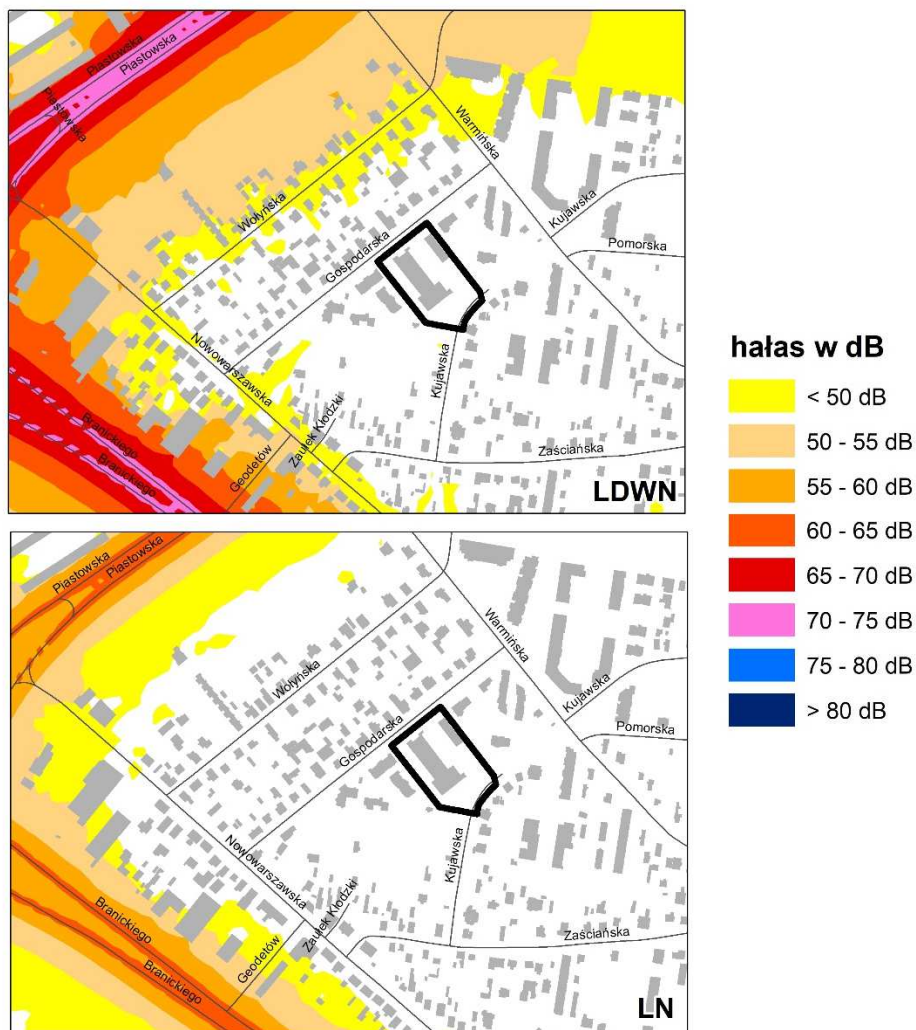 Piastowska
Piastowska
Piastowska
Warmińska
Kujawska
Wołyńska
Pomorska
Gospodarska
Nowowarszawska
Kujawska
Branickiego
Branickiego
Zaułek Kłodzki
Geodetów
Zaściańska
LDWN
hałas w dB
< 50 dB
50 - 55 dB
55 - 60 dB
60 - 65 dB
65 - 70 dB
70 - 75 dB
75 - 80 dB
> 80 dB
Piastowska
Piastowska
Warmińska
Wołyńska
Kujawska
Gospodarska
Pomorska
Nowowarszawska
Kujawska
Branickiego
Zaułek Kłodzki
Zaściańska
Geodetów
Branickiego
LN